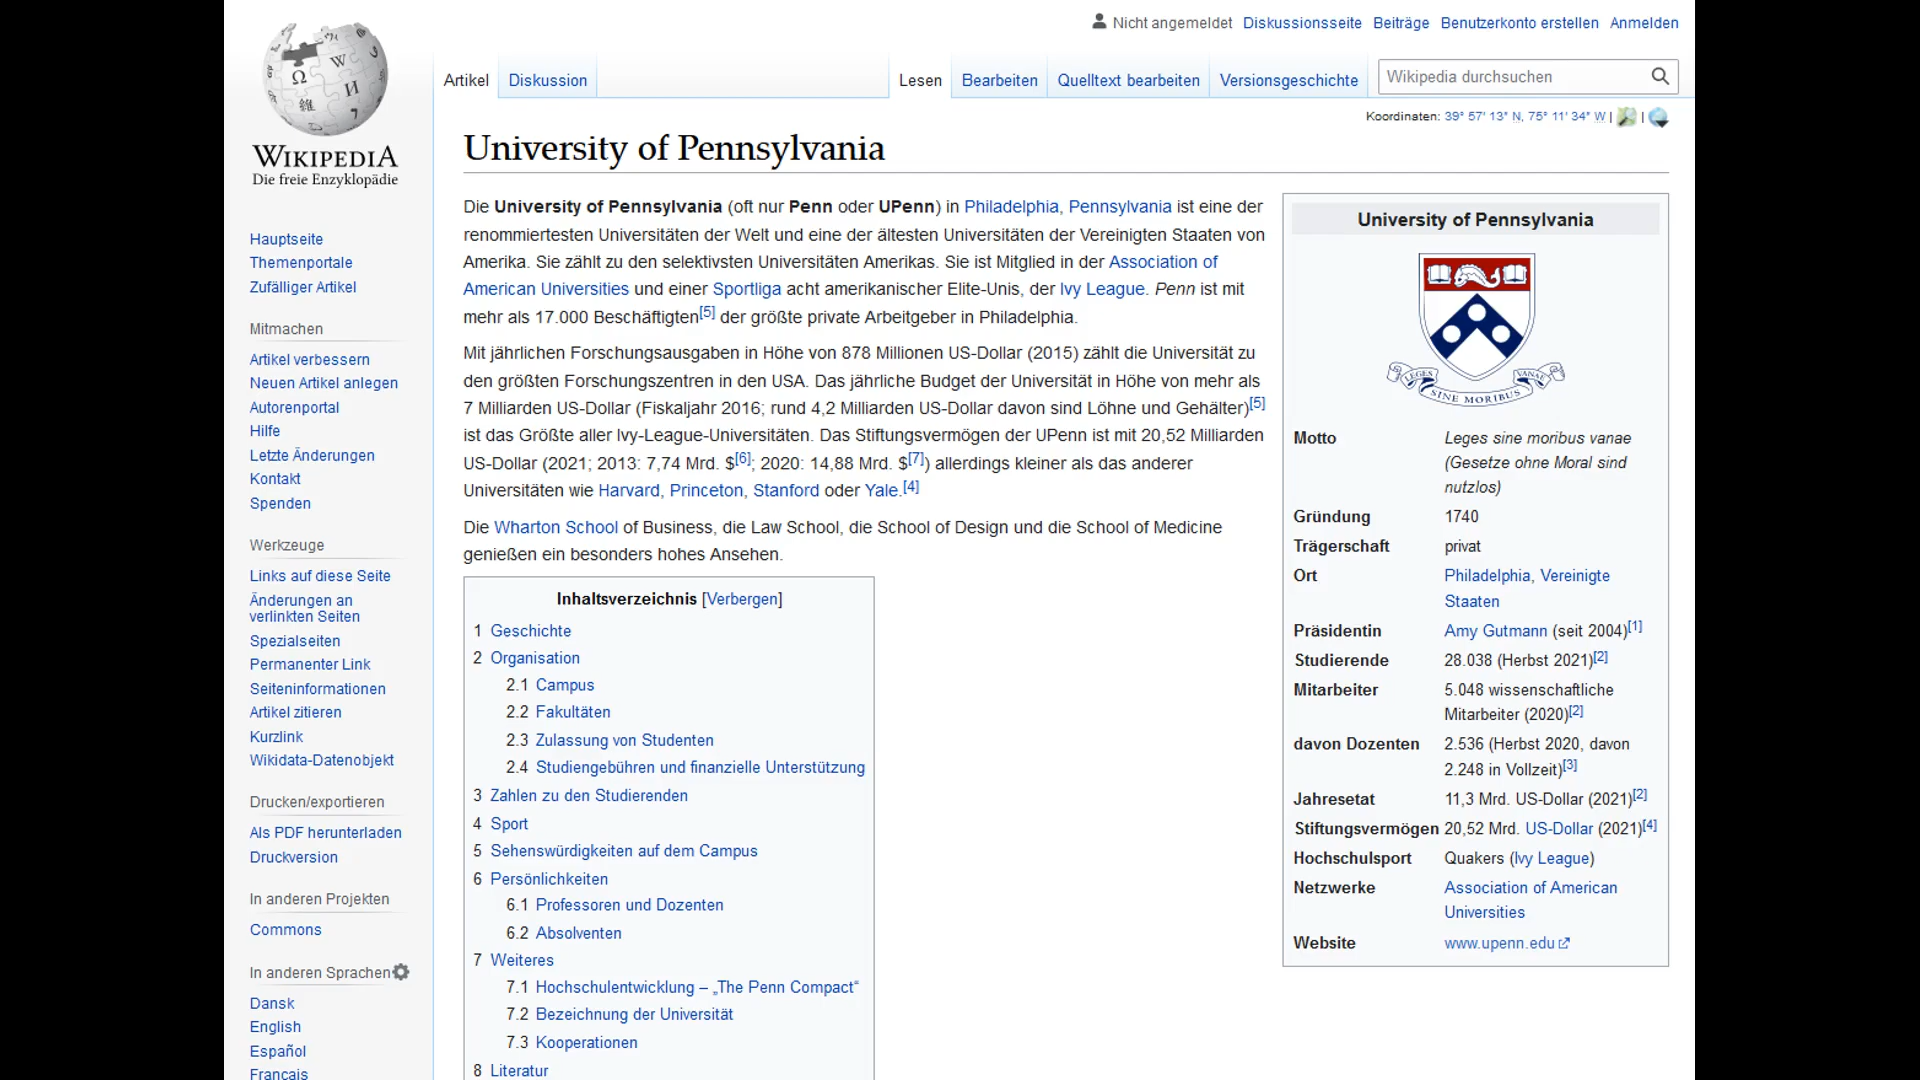 Nicht angemeldet Diskussionsseite Beiträge Benutzerkonto erstellen Anmelden
Artikel Diskussion Lesen Bearbeiten Quelltext bearbeiten Versionsgeschichte Wikipedia durchsuchen
Koordinaten: 39° 57′ 13″ N, 75° 11′ 34″ W |
WIKIPEDIA
Die freie Enzyklopädie
Hauptseite
Themenportale
Zufälliger Artikel
Mitmachen
Artikel verbessern
Neuen Artikel anlegen
Autorenportal
Hilfe
Letzte Änderungen
Kontakt
Spenden
Werkzeuge
Links auf diese Seite
Änderungen an
verlinkten Seiten
Spezialseiten
Permanenter Link
Seiteninformationen
Artikel zitieren
Kurzlink
Wikidata-Datenobjekt
Drucken/exportieren
Als PDF herunterladen
Druckversion
In anderen Projekten
Commons
In anderen Sprachen
Dansk
English
Español
Français
University of Pennsylvania
Die University of Pennsylvania (oft nur Penn oder UPenn) in Philadelphia, Pennsylvania ist eine der
renommiertesten Universitäten der Welt und eine der ältesten Universitäten der Vereinigten Staaten von
Amerika. Sie zählt zu den selektivsten Universitäten Amerikas. Sie ist Mitglied in der Association of
American Universities und einer Sportliga acht amerikanischer Elite-Unis, der Ivy League. Penn ist mit
mehr als 17.000 Beschäftigten[5] der größte private Arbeitgeber in Philadelphia.
Mit jährlichen Forschungsausgaben in Höhe von 878 Millionen US-Dollar (2015) zählt die Universität zu
den größten Forschungszentren in den USA. Das jährliche Budget der Universität in Höhe von mehr als
7 Milliarden US-Dollar (Fiskaljahr 2016; rund 4,2 Milliarden US-Dollar davon sind Löhne und Gehälter)[5]
ist das Größte aller Ivy-League-Universitäten. Das Stiftungsvermögen der UPenn ist mit 20,52 Milliarden
US-Dollar (2021; 2013: 7,74 Mrd. $[6]; 2020: 14,88 Mrd. $[7]) allerdings kleiner als das anderer
Universitäten wie Harvard, Princeton, Stanford oder Yale.[4]
Die Wharton School of Business, die Law School, die School of Design und die School of Medicine
genießen ein besonders hohes Ansehen.
Inhaltsverzeichnis [Verbergen]
1 Geschichte
2 Organisation
2.1 Campus
2.2 Fakultäten
2.3 Zulassung von Studenten
2.4 Studiengebühren und finanzielle Unterstützung
3 Zahlen zu den Studierenden
4 Sport
5 Sehenswürdigkeiten auf dem Campus
6 Persönlichkeiten
6.1 Professoren und Dozenten
6.2 Absolventen
7 Weiteres
7.1 Hochschulentwicklung – „The Penn Compact“
7.2 Bezeichnung der Universität
7.3 Kooperationen
8 Literatur
University of Pennsylvania
LEGES SINE MORIBUS VANAE
Motto Leges sine moribus vanae
(Gesetze ohne Moral sind
nutzlos)
Gründung 1740
Trägerschaft privat
Ort Philadelphia, Vereinigte
Staaten
Präsidentin Amy Gutmann (seit 2004)[1]
Studierende 28.038 (Herbst 2021)[2]
Mitarbeiter 5.048 wissenschaftliche
Mitarbeiter (2020)[2]
davon Dozenten 2.536 (Herbst 2020, davon
2.248 in Vollzeit)[3]
Jahresetat 11,3 Mrd. US-Dollar (2021)[2]
Stiftungsvermögen 20,52 Mrd. US-Dollar (2021)[4]
Hochschulsport Quakers (Ivy League)
Netzwerke Association of American
Universities
Website www.upenn.edu